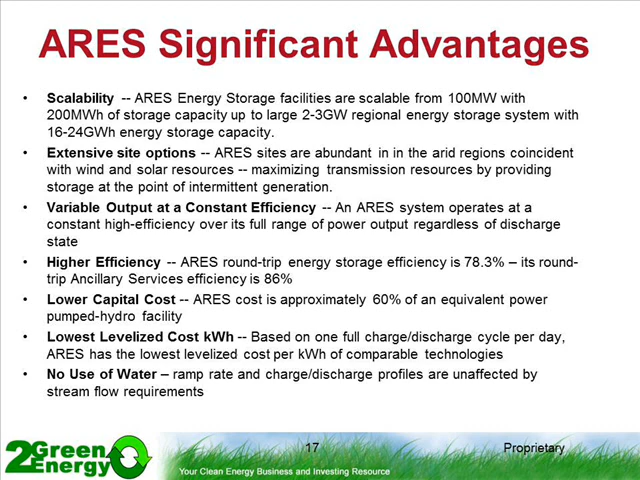 ARES Significant Advantages
• Scalability -- ARES Energy Storage facilities are scalable from 100MW with
200MWh of storage capacity up to large 2-3GW regional energy storage system with
16-24GWh energy storage capacity.
• Extensive site options -- ARES sites are abundant in in the arid regions coincident
with wind and solar resources -- maximizing transmission resources by providing
storage at the point of intermittent generation.
• Variable Output at a Constant Efficiency -- An ARES system operates at a
constant high-efficiency over its full range of power output regardless of discharge
state
• Higher Efficiency -- ARES round-trip energy storage efficiency is 78.3% – its round-
trip Ancillary Services efficiency is 86%
• Lower Capital Cost -- ARES cost is approximately 60% of an equivalent power
pumped-hydro facility
• Lowest Levelized Cost kWh -- Based on one full charge/discharge cycle per day,
ARES has the lowest levelized cost per kWh of comparable technologies
• No Use of Water – ramp rate and charge/discharge profiles are unaffected by
stream flow requirements
2Green
Energy
17
Proprietary
Your Clean Energy Business and Investing Resource